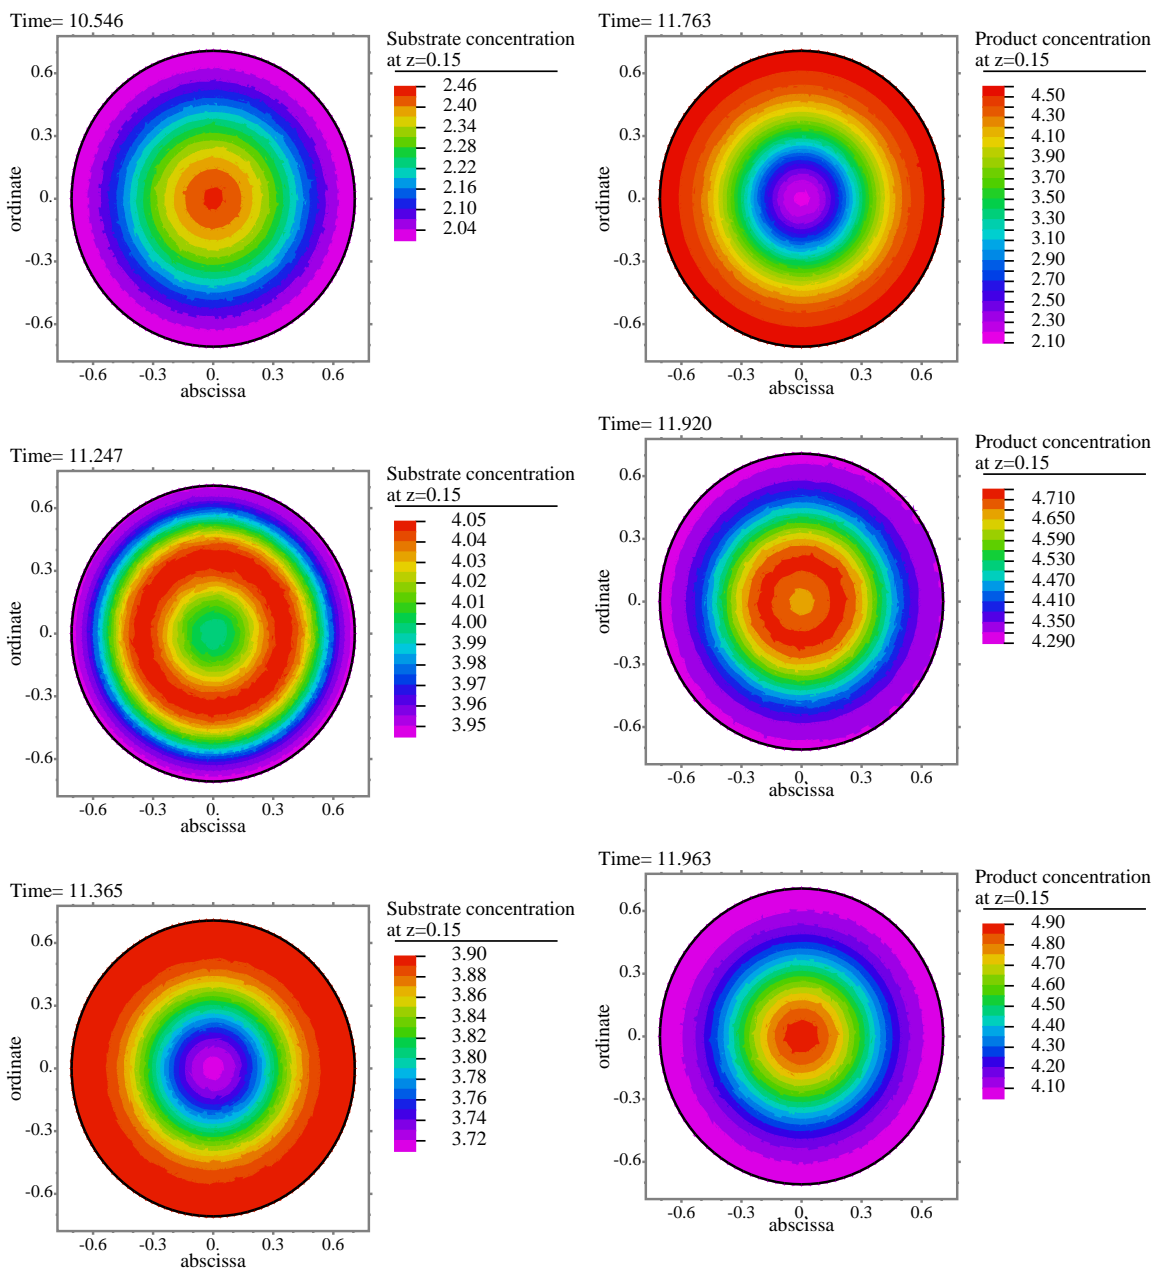 Time= 10.546
Substrate concentration
at z=0.15
2.46
2.40
2.34
2.28
2.22
2.16
2.10
2.04
0.6
0.3
0.
-0.3
-0.6
ordinate
-0.6 -0.3 0. 0.3 0.6
abscissa
Time= 11.763
Product concentration
at z=0.15
4.50
4.30
4.10
3.90
3.70
3.50
3.30
3.10
2.90
2.70
2.50
2.30
2.10
0.6
0.3
0.
-0.3
-0.6
ordinate
-0.6 -0.3 0. 0.3 0.6
abscissa
Time= 11.247
Substrate concentration
at z=0.15
4.05
4.04
4.03
4.02
4.01
4.00
3.99
3.98
3.97
3.96
3.95
0.6
0.3
0.
-0.3
-0.6
ordinate
-0.6 -0.3 0. 0.3 0.6
abscissa
Time= 11.920
Product concentration
at z=0.15
4.710
4.650
4.590
4.530
4.470
4.410
4.350
4.290
0.6
0.3
0.
-0.3
-0.6
ordinate
-0.6 -0.3 0. 0.3 0.6
abscissa
Time= 11.365
Substrate concentration
at z=0.15
3.90
3.88
3.86
3.84
3.82
3.80
3.78
3.76
3.74
3.72
0.6
0.3
0.
-0.3
-0.6
ordinate
-0.6 -0.3 0. 0.3 0.6
abscissa
Time= 11.963
Product concentration
at z=0.15
4.90
4.80
4.70
4.60
4.50
4.40
4.30
4.20
4.10
0.6
0.3
0.
-0.3
-0.6
ordinate
-0.6 -0.3 0. 0.3 0.6
abscissa